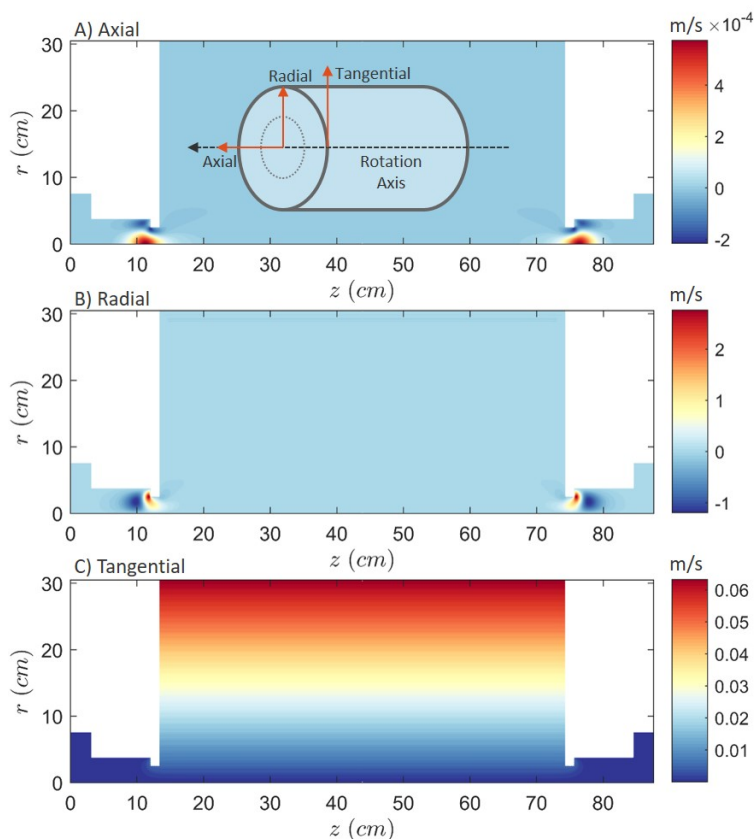 A) Axial
m/s ×10⁻⁴
30
20
10
0
r (cm)
Radial
Tangential
Axial
Rotation
Axis
4
2
0
-2
0 10 20 30 40 50 60 70 80
z (cm)
B) Radial
m/s
30
20
10
0
r (cm)
2
1
0
-1
0 10 20 30 40 50 60 70 80
z (cm)
C) Tangential
m/s
30
20
10
0
r (cm)
0.06
0.05
0.04
0.03
0.02
0.01
0 10 20 30 40 50 60 70 80
z (cm)